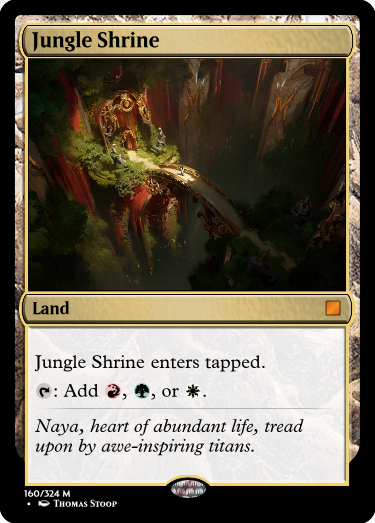 Jungle Shrine
Land
Jungle Shrine enters tapped.
: Add , , or .
Naya, heart of abundant life, tread
upon by awe-inspiring titans.
160/324 M
• Thomas Stoop